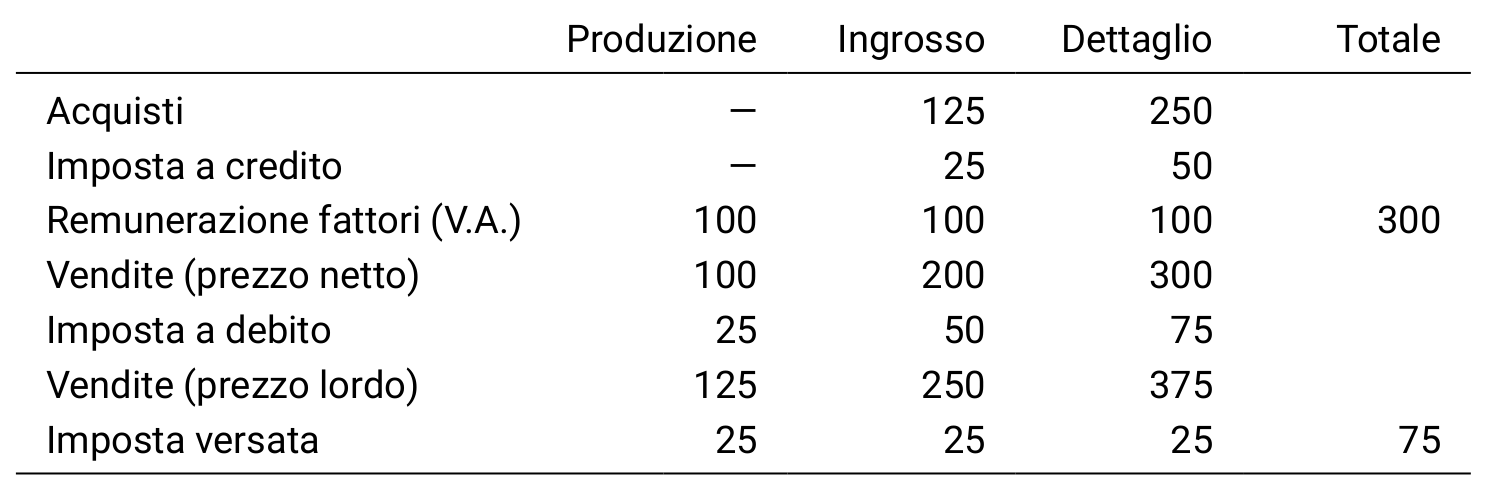 Produzione Ingrosso Dettaglio Totale
Acquisti — 125 250
Imposta a credito — 25 50
Remunerazione fattori (V.A.) 100 100 100 300
Vendite (prezzo netto) 100 200 300
Imposta a debito 25 50 75
Vendite (prezzo lordo) 125 250 375
Imposta versata 25 25 25 75